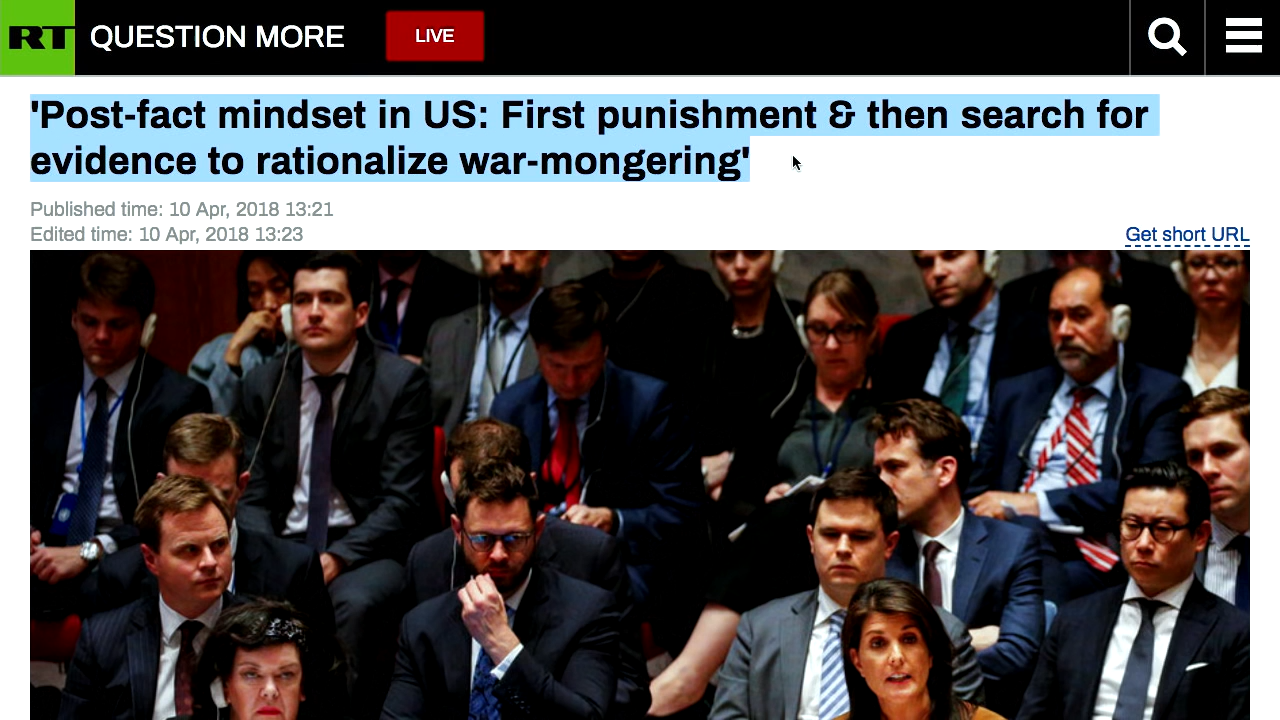 RT QUESTION MORE LIVE
'Post-fact mindset in US: First punishment & then search for
evidence to rationalize war-mongering'
Published time: 10 Apr, 2018 13:21
Edited time: 10 Apr, 2018 13:23
Get short URL